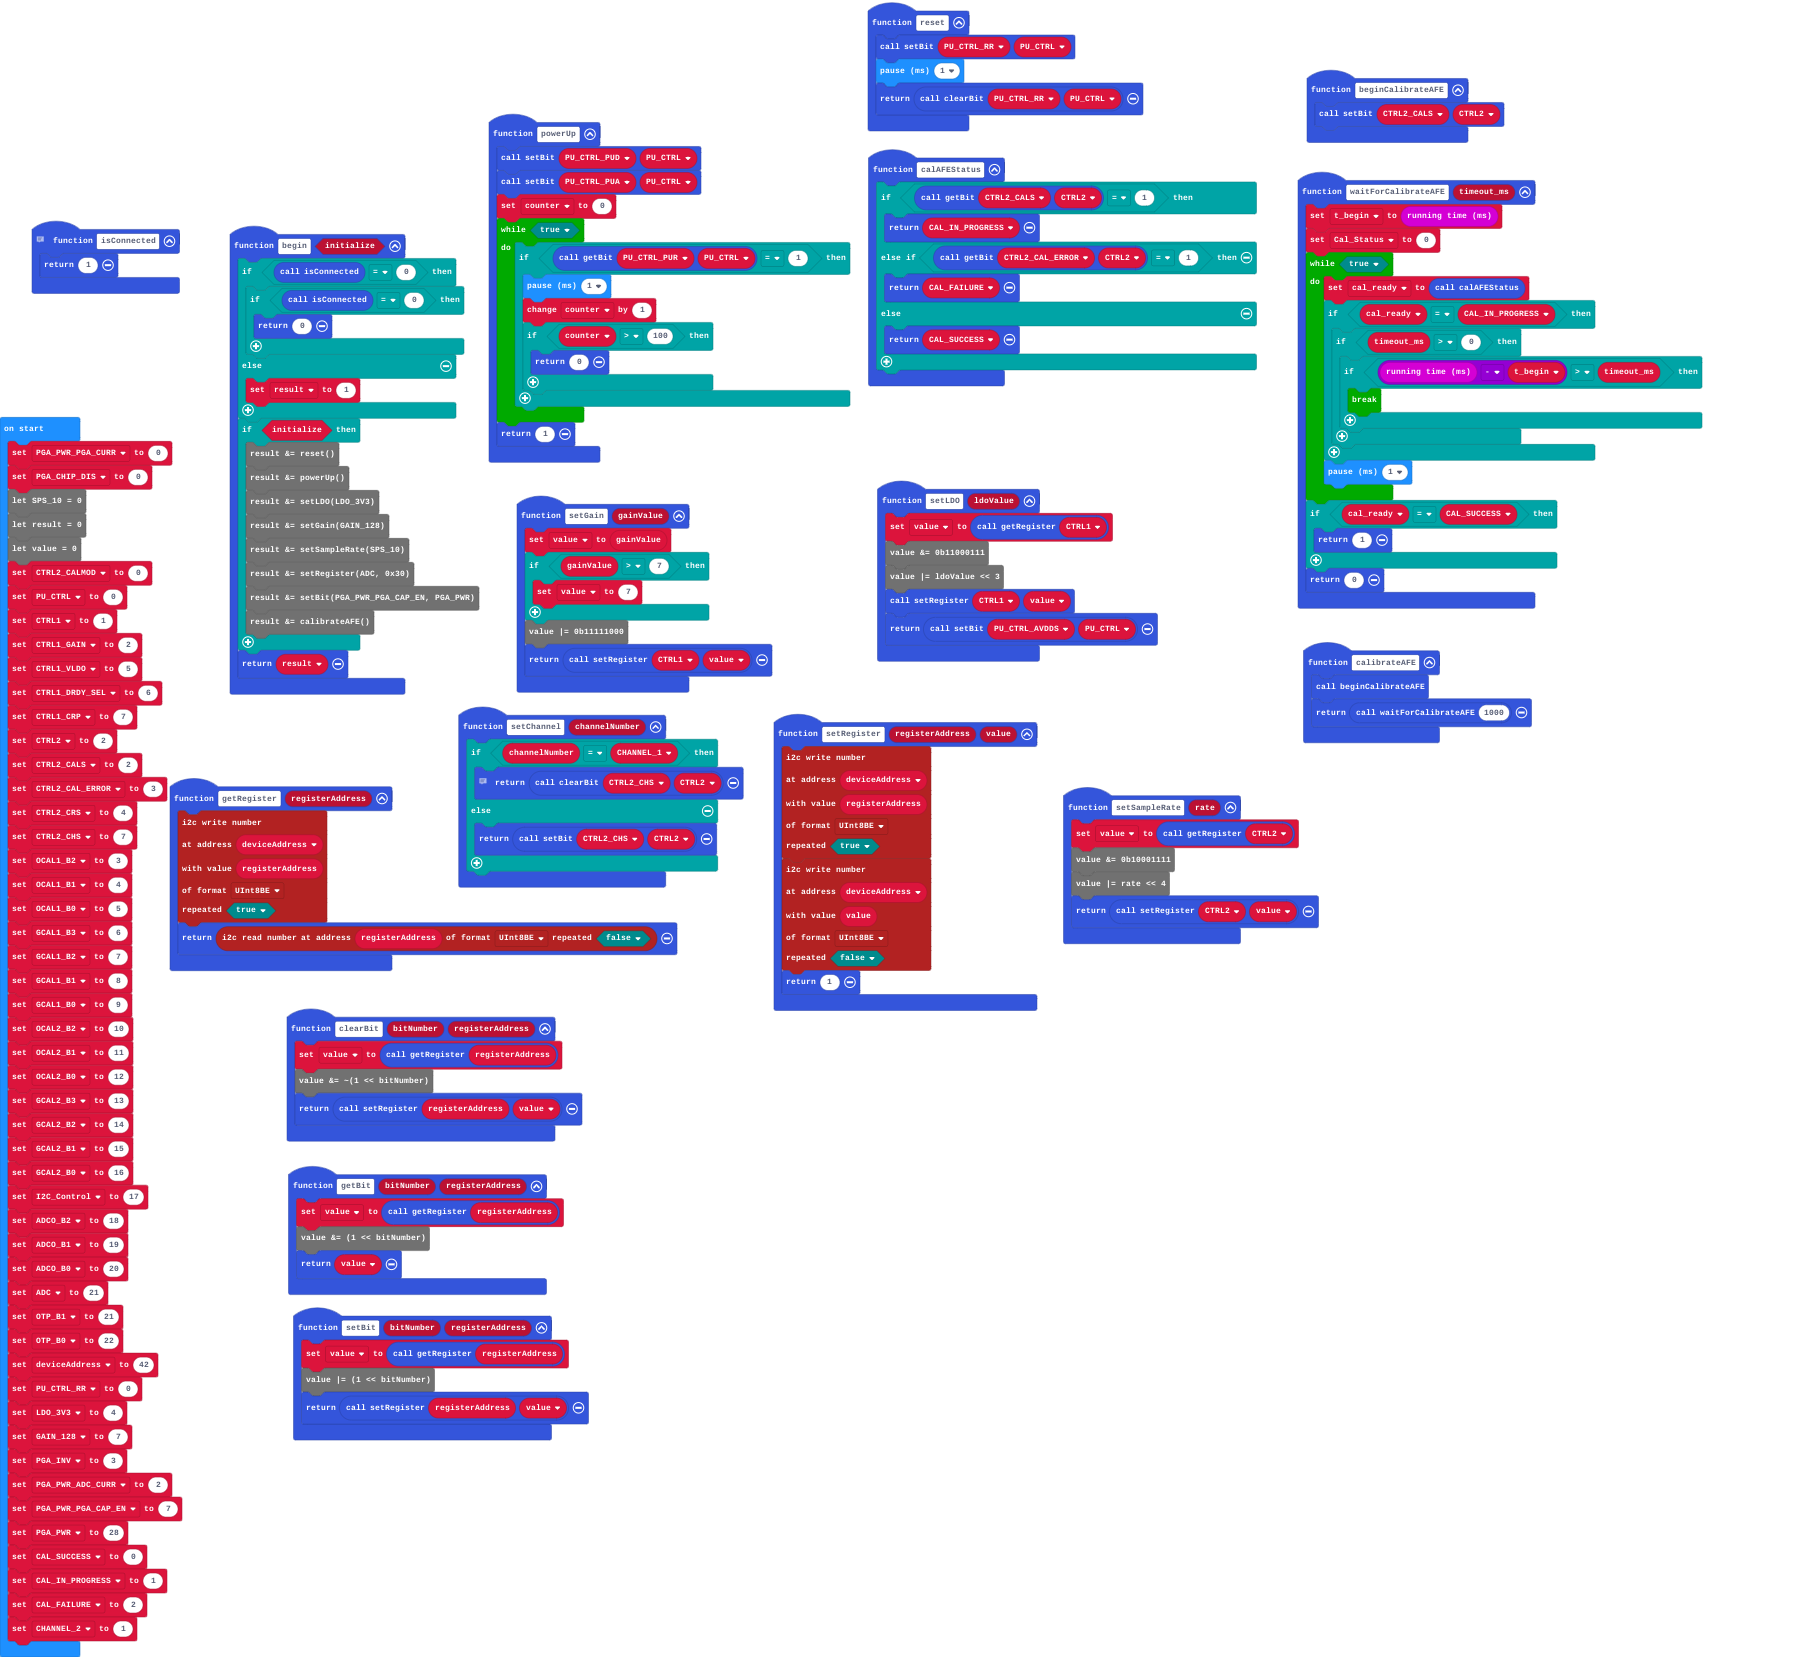 on start
set PGA_PWR_PGA_CURR to 0
set PGA_CHIP_DIS to 0
let SPS_10 = 0
let result = 0
let value = 0
set CTRL2_CALMOD to 0
set PU_CTRL to 0
set CTRL1 to 1
set CTRL1_GAIN to 2
set CTRL1_VLDO to 5
set CTRL1_DRDY_SEL to 6
set CTRL1_CRP to 7
set CTRL2 to 2
set CTRL2_CALS to 2
set CTRL2_CAL_ERROR to 3
set CTRL2_CRS to 4
set CTRL2_CHS to 7
set OCAL1_B2 to 3
set OCAL1_B1 to 4
set OCAL1_B0 to 5
set GCAL1_B3 to 6
set GCAL1_B2 to 7
set GCAL1_B1 to 8
set GCAL1_B0 to 9
set OCAL2_B2 to 10
set OCAL2_B1 to 11
set OCAL2_B0 to 12
set GCAL2_B3 to 13
set GCAL2_B2 to 14
set GCAL2_B1 to 15
set GCAL2_B0 to 16
set I2C_Control to 17
set ADCO_B2 to 18
set ADCO_B1 to 19
set ADCO_B0 to 20
set ADC to 21
set OTP_B1 to 21
set OTP_B0 to 22
set deviceAddress to 42
set PU_CTRL_RR to 0
set LDO_3V3 to 4
set GAIN_128 to 7
set PGA_INV to 3
set PGA_PWR_ADC_CURR to 2
set PGA_PWR_PGA_CAP_EN to 7
set PGA_PWR to 28
set CAL_SUCCESS to 0
set CAL_IN_PROGRESS to 1
set CAL_FAILURE to 2
set CHANNEL_2 to 1
function isConnected
return 1
function begin initialize
if call isConnected = 0 then
if call isConnected = 0 then
return 0
else
set result to 1
if initialize then
result &= reset()
result &= powerUp()
result &= setLDO(LDO_3V3)
result &= setGain(GAIN_128)
result &= setSampleRate(SPS_10)
result &= setRegister(ADC, 0x30)
result &= setBit(PGA_PWR_PGA_CAP_EN, PGA_PWR)
result &= calibrateAFE()
return result
function powerUp
call setBit PU_CTRL_PUD PU_CTRL
call setBit PU_CTRL_PUA PU_CTRL
set counter to 0
while true
do
if call getBit PU_CTRL_PUR PU_CTRL = 1 then
pause (ms) 1
change counter by 1
if counter > 100 then
return 0
return 1
function reset
call setBit PU_CTRL_RR PU_CTRL
pause (ms) 1
return call clearBit PU_CTRL_RR PU_CTRL
function calAFEStatus
if call getBit CTRL2_CALS CTRL2 = 1 then
return CAL_IN_PROGRESS
else if call getBit CTRL2_CAL_ERROR CTRL2 = 1 then
return CAL_FAILURE
else
return CAL_SUCCESS
function beginCalibrateAFE
call setBit CTRL2_CALS CTRL2
function waitForCalibrateAFE timeout_ms
set t_begin to running time (ms)
set Cal_Status to 0
while true
do
set cal_ready to call calAFEStatus
if cal_ready = CAL_IN_PROGRESS then
if timeout_ms > 0 then
if running time (ms) - t_begin > timeout_ms then
break
pause (ms) 1
if cal_ready = CAL_SUCCESS then
return 1
return 0
function setGain gainValue
set value to gainValue
if gainValue > 7 then
set value to 7
value |= 0b11111000
return call setRegister CTRL1 value
function setLDO ldoValue
set value to call getRegister CTRL1
value &= 0b11000111
value |= ldoValue << 3
call setRegister CTRL1 value
return call setBit PU_CTRL_AVDDS PU_CTRL
function calibrateAFE
call beginCalibrateAFE
return call waitForCalibrateAFE 1000
function setChannel channelNumber
if channelNumber = CHANNEL_1 then
return call clearBit CTRL2_CHS CTRL2
else
return call setBit CTRL2_CHS CTRL2
function setRegister registerAddress value
i2c write number
at address deviceAddress
with value registerAddress
of format UInt8BE
repeated true
i2c write number
at address deviceAddress
with value value
of format UInt8BE
repeated false
return 1
function getRegister registerAddress
i2c write number
at address deviceAddress
with value registerAddress
of format UInt8BE
repeated true
return i2c read number at address registerAddress of format UInt8BE repeated false
function setSampleRate rate
set value to call getRegister CTRL2
value &= 0b10001111
value |= rate << 4
return call setRegister CTRL2 value
function clearBit bitNumber registerAddress
set value to call getRegister registerAddress
value &= ~(1 << bitNumber)
return call setRegister registerAddress value
function getBit bitNumber registerAddress
set value to call getRegister registerAddress
value &= (1 << bitNumber)
return value
function setBit bitNumber registerAddress
set value to call getRegister registerAddress
value |= (1 << bitNumber)
return call setRegister registerAddress value